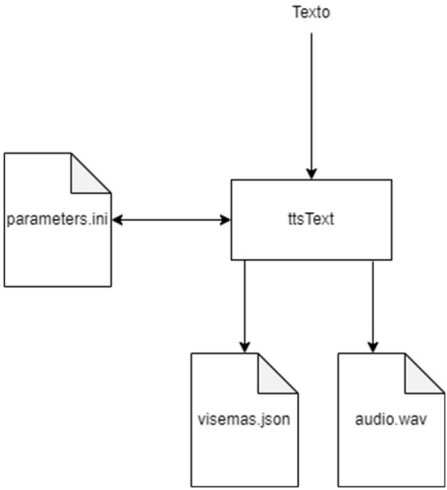 Texto
parameters.ini
ttsText
visemas.json
audio.wav